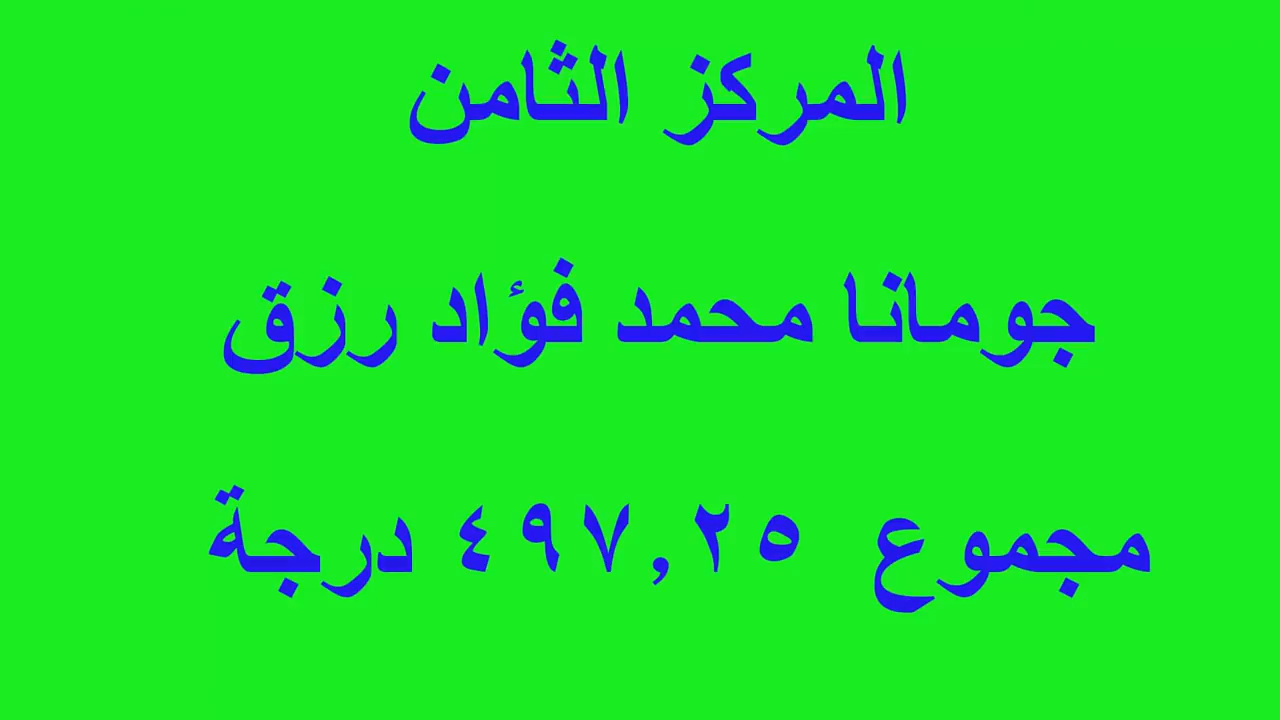 المركز الثامن
جومانا محمد فؤاد رزق
مجموع ٤٩٧,٢٥ درجة